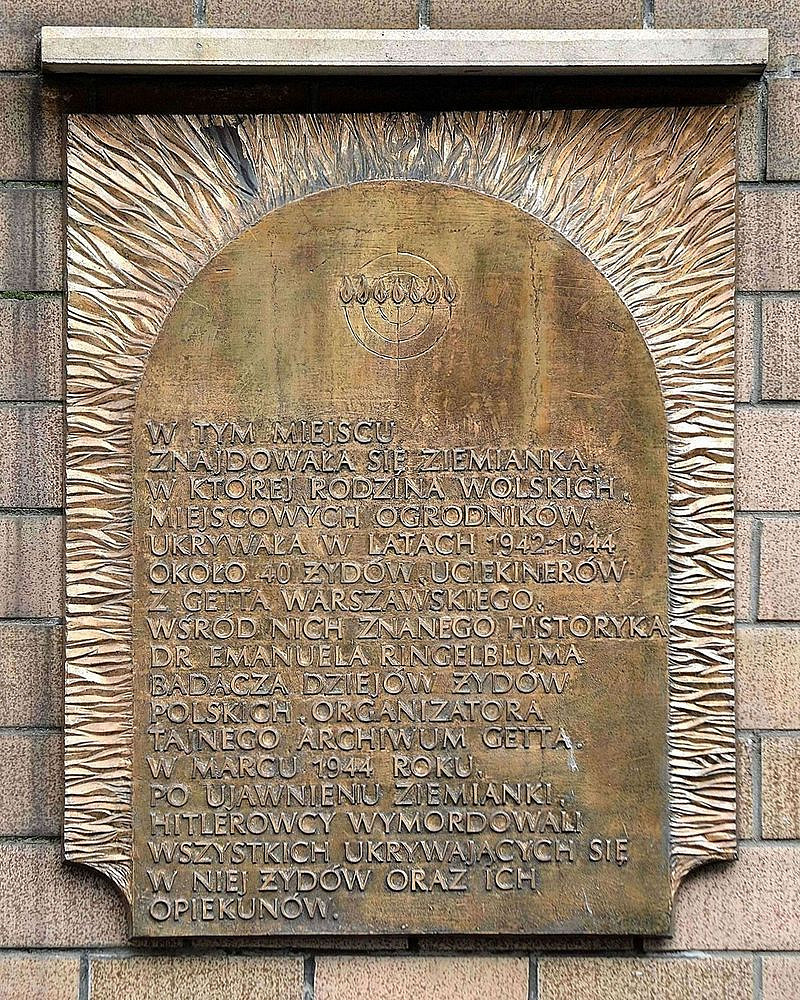 W TYM MIEJSCU
ZNAJDOWAŁA SIĘ ZIEMIANKA,
W KTÓREJ RODZINA WOLSKICH,
MIEJSCOWYCH OGRODNIKÓW,
UKRYWAŁA W LATACH 1942-1944
OKOŁO 40 ŻYDÓW, UCIEKINERÓW
Z GETTA WARSZAWSKIEGO,
WŚRÓD NICH ZNANEGO HISTORYKA
DR EMANUELA RINGELBLUMA
BADACZA DZIEJÓW ŻYDÓW
POLSKICH, ORGANIZATORA
TAJNEGO ARCHIWUM GETTA.
W MARCU 1944 ROKU,
PO UJAWNIENIU ZIEMIANKI,
HITLEROWCY WYMORDOWALI
WSZYSTKICH UKRYWAJĄCYCH SIĘ
W NIEJ ŻYDÓW ORAZ ICH
OPIEKUNÓW.